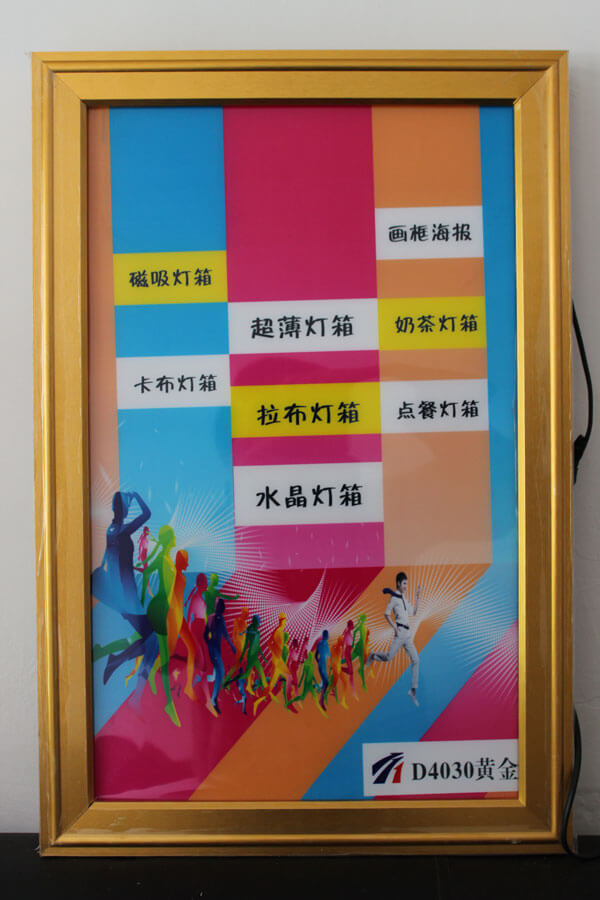 画框海报
磁吸灯箱
超薄灯箱
奶茶灯箱
卡布灯箱
拉布灯箱
点餐灯箱
水晶灯箱
D4030黄金